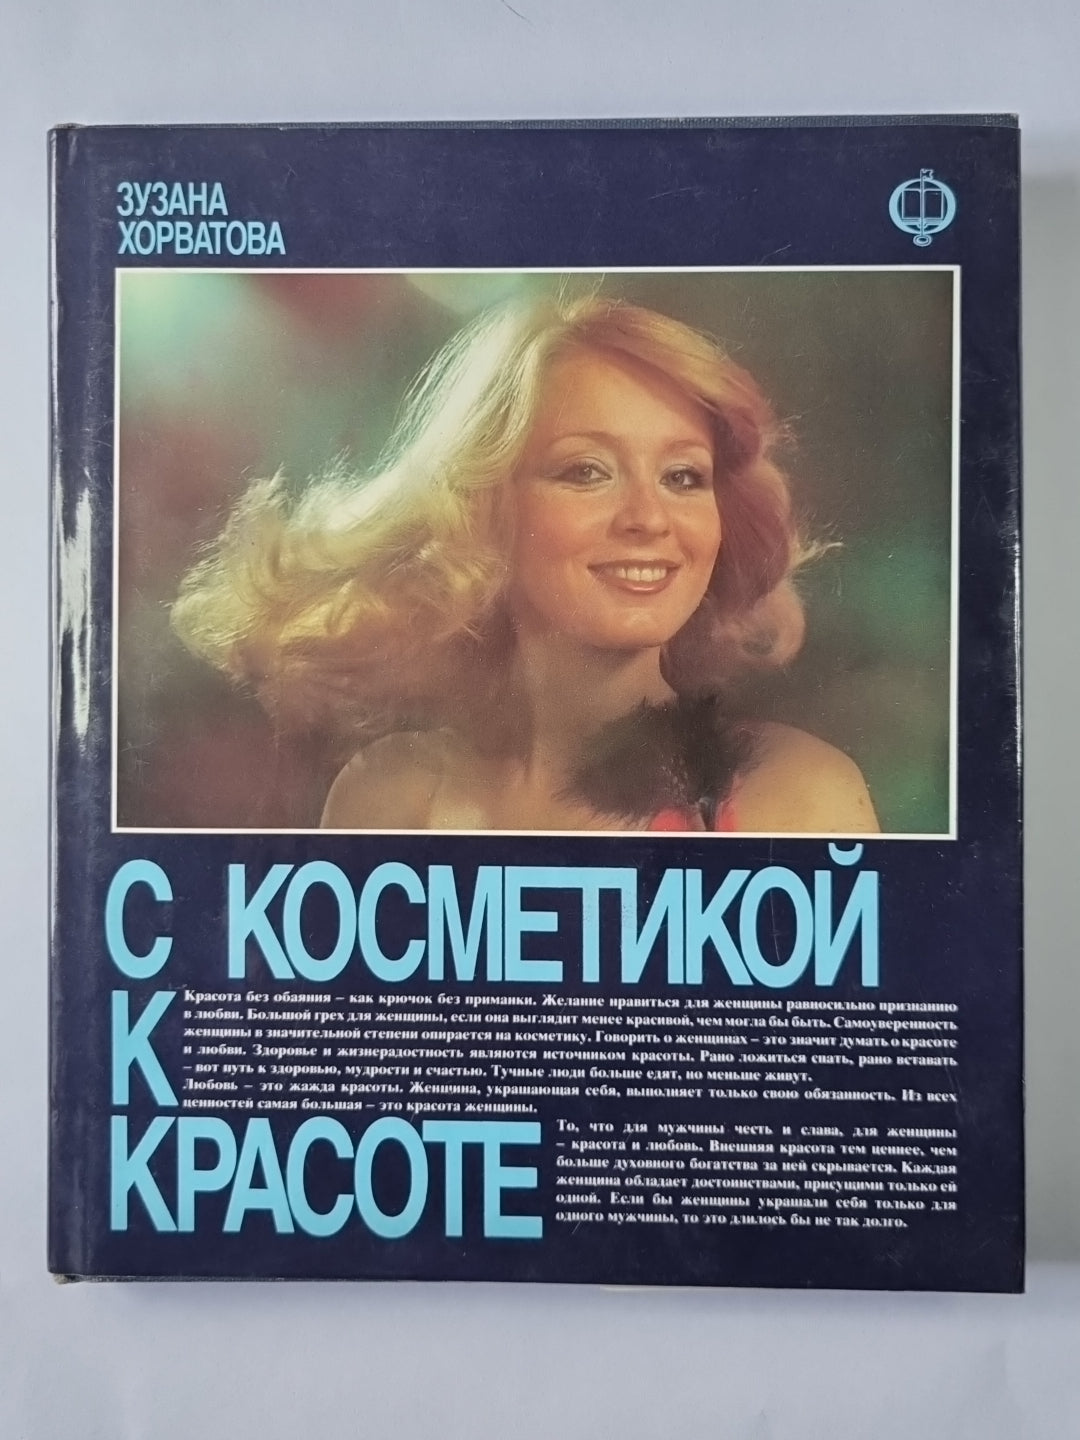 ЗУЗАНА
ХОРВАТОВА
С КОСМЕТИКОЙ
К
Красота без обаяния – как крючок без приманки. Желание нравиться для женщины равносильно признанию
в любви. Большой грех для женщины, если она выглядит менее красивой, чем могла бы быть. Самоуверенность
женщины в значительной степени опирается на косметику. Говорить о женщинах – это значит думать о красоте
и любви. Здоровье и жизнерадостность являются источником красоты. Рано ложиться спать, рано вставать
– вот путь к здоровью, мудрости и счастью. Тучные люди больше едят, но меньше живут.
Любовь – это жажда красоты. Женщина, украшающая себя, выполняет только свою обязанность. Из всех
ценностей самая большая – это красота женщины.
КРАСОТЕ
То, что для мужчины честь и слава, для женщины
– красота и любовь. Внешняя красота тем ценнее, чем
больше духовного богатства за ней скрывается. Каждая
женщина обладает достоинствами, присущими только ей
одной. Если бы женщины украшали себя только для
одного мужчины, то это длилось бы не так долго.